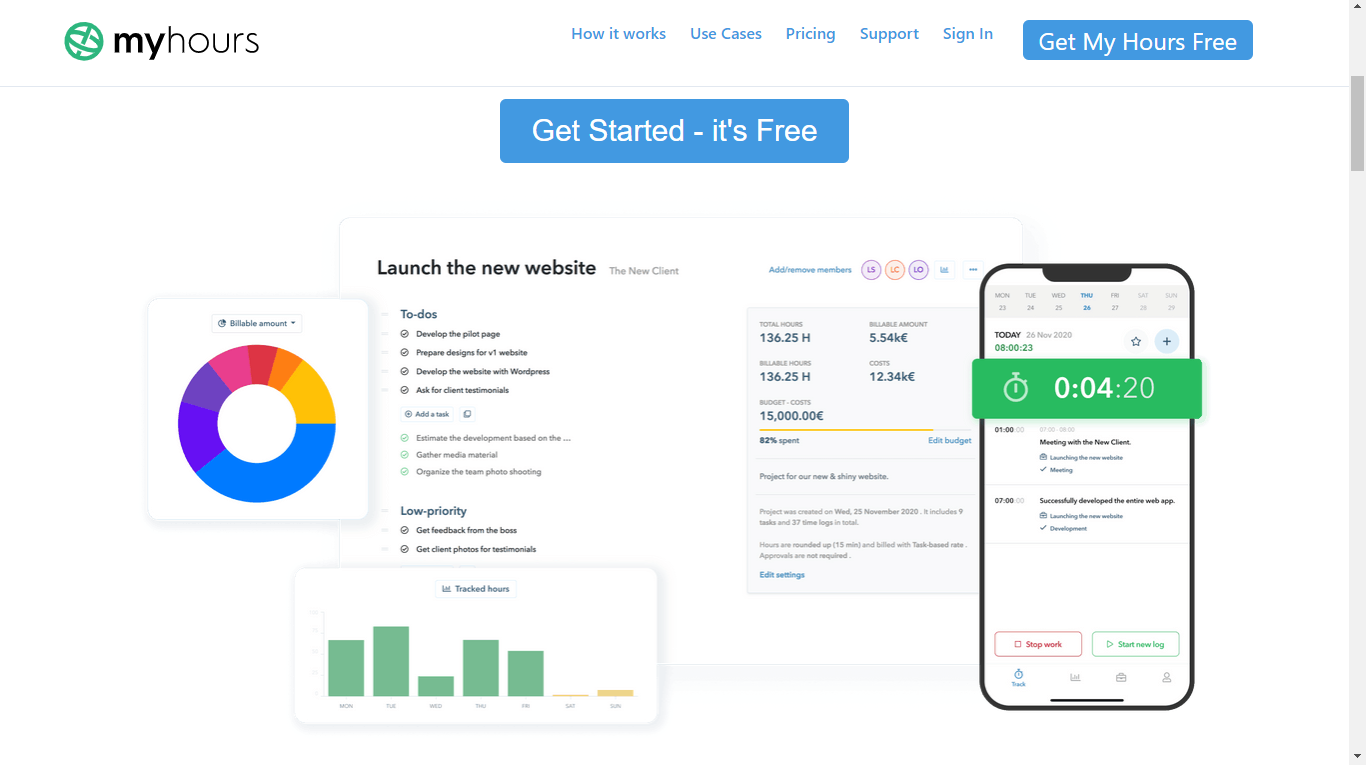 myhours
How it works
Use Cases
Pricing
Support
Sign In
Get My Hours Free
Get Started - it's Free
Launch the new website
The New Client
Add/remove members
LS
LC
LO
Billable amount
To-dos
Develop the pilot page
Prepare designs for v1 website
Develop the website with Wordpress
Ask for client testimonials
Add a task
Estimate the development based on the ...
Gather media material
Organize the team photo shooting
Low-priority
Get feedback from the boss
Get client photos for testimonials
TOTAL HOURS
136.25 H
BILLABLE AMOUNT
5.54k€
BILLABLE HOURS
136.25 H
COSTS
12.34k€
BUDGET - COSTS
15,000.00€
82% spent
Edit budget
Project for our new & shiny website.
Project was created on Wed, 25 November 2020 . It includes 9
tasks and 37 time logs in total.
Hours are rounded up (15 min) and billed with Task-based rate .
Approvals are not required .
Edit settings
Tracked hours
MON
TUE
WED
THU
FRI
SAT
SUN
MON TUE WED THU FRI SAT SUN
23 24 25 26 27 28 29
TODAY 26 Nov 2020
08:00:23
0:04:20
01:00:00
07:00 - 08:00
Meeting with the New Client.
Launching the new website
Meeting
07:00:00
Successfully developed the entire web app.
Launching the new website
Development
Stop work
Start new log
Track